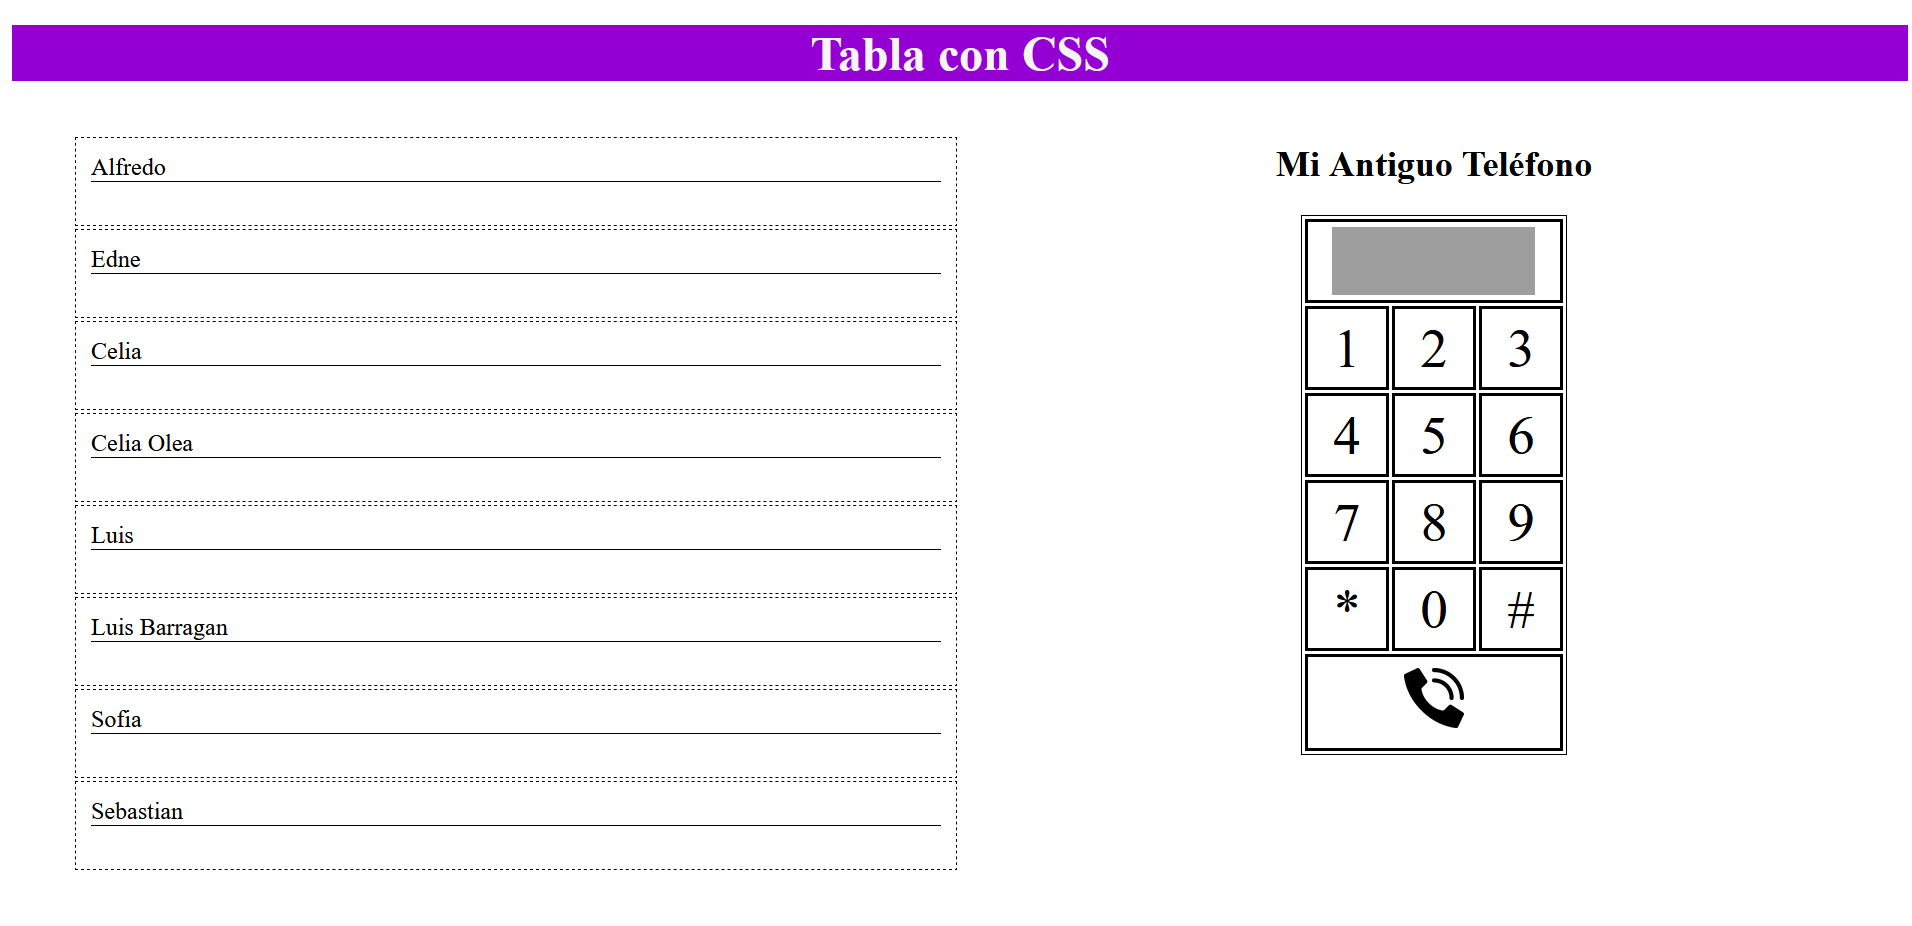 Tabla con CSS
Alfredo
Edne
Celia
Celia Olea
Luis
Luis Barragan
Sofia
Sebastian
Mi Antiguo Teléfono
1 2 3
4 5 6
7 8 9
* 0 #